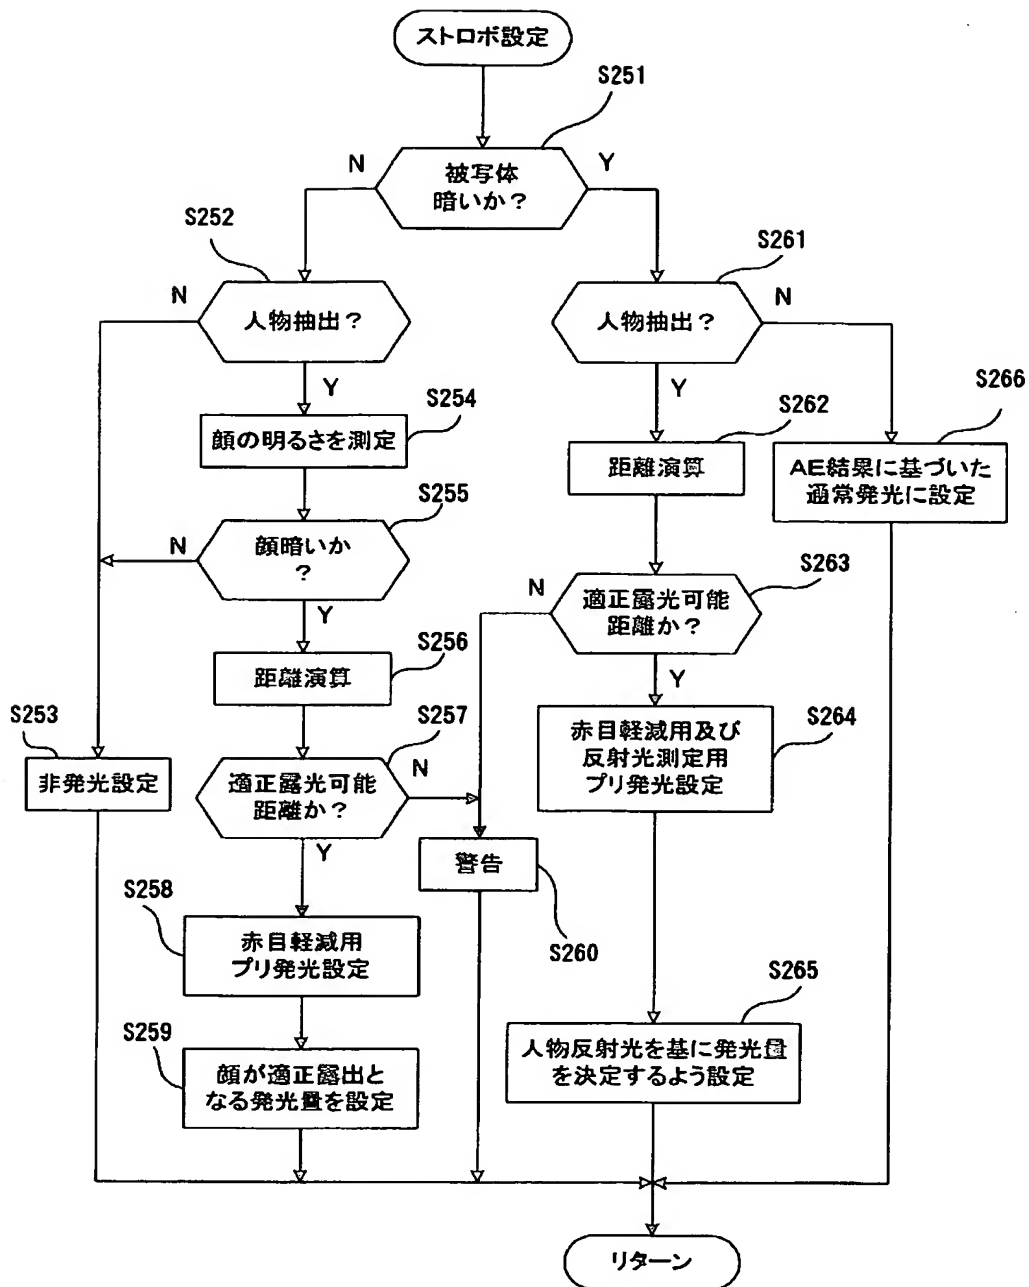 ストロボ設定
S251
N
Y
被写体
暗いか?
S252
S261
N
人物抽出?
人物抽出?
N
Y
Y
S254
S262
S266
顔の明るさを測定
距離演算
AE結果に基づいた
通常発光に設定
S255
N
顔暗いか
?
S263
N
適正露光可能
距離か?
Y
S256
距離演算
Y
S253
S257
S264
非発光設定
適正露光可能
距離か?
N
赤目軽減用及び
反射光測定用
プリ発光設定
Y
警告
S258
S260
赤目軽減用
プリ発光設定
S265
S259
人物反射光を基に発光量
を決定するよう設定
顔が適正露出と
なる発光量を設定
リターン